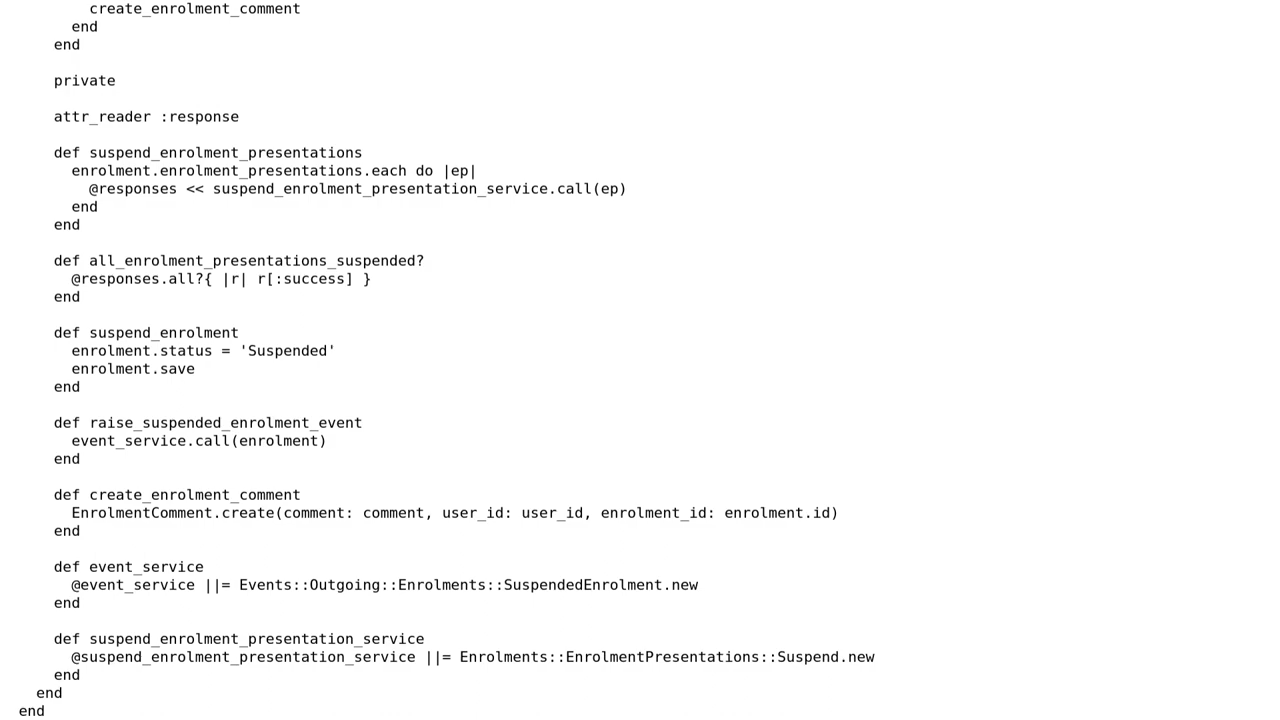 create_enrolment_comment
      end
    end

    private

    attr_reader :response

    def suspend_enrolment_presentations
      enrolment.enrolment_presentations.each do |ep|
        @responses << suspend_enrolment_presentation_service.call(ep)
      end
    end

    def all_enrolment_presentations_suspended?
      @responses.all?{ |r| r[:success] }
    end

    def suspend_enrolment
      enrolment.status = 'Suspended'
      enrolment.save
    end

    def raise_suspended_enrolment_event
      event_service.call(enrolment)
    end

    def create_enrolment_comment
      EnrolmentComment.create(comment: comment, user_id: user_id, enrolment_id: enrolment.id)
    end

    def event_service
      @event_service ||= Events::Outgoing::Enrolments::SuspendedEnrolment.new
    end

    def suspend_enrolment_presentation_service
      @suspend_enrolment_presentation_service ||= Enrolments::EnrolmentPresentations::Suspend.new
    end
  end
end